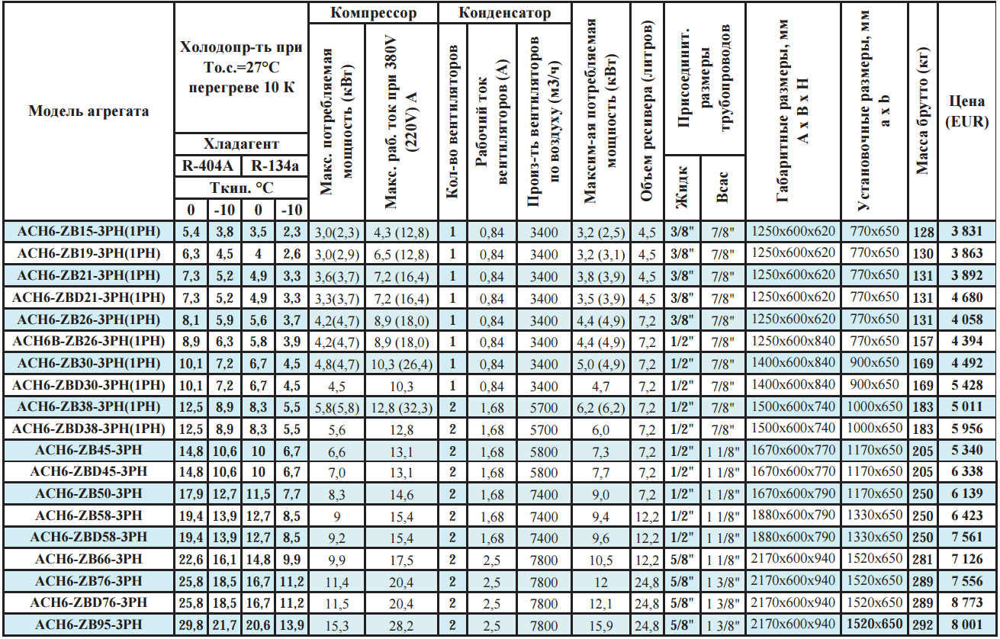 Модель агрегата
Холодопр-ть при
То.с.=27°С
перегреве 10 К
Хладагент
R-404A R-134a
Ткип. °С
0 -10 0 -10
Компрессор
Макс. потребляемая
мощность (кВт)
Макс. раб. ток при 380V
(220V) А
Конденсатор
Кол-во вентиляторов
Рабочий ток
вентиляторов (А)
Произ-ть вентиляторов
по воздуху (м3/ч)
Максим-ая потребляемая
мощность (кВт)
Объем ресивера (литров)
Присоединит.
размеры
трубопроводов
Жидк
Всас
Габаритные размеры, мм
А х В х Н
Установочные размеры, мм
a x b
Масса брутто (кг)
Цена
(EUR)
ACH6-ZB15-3PH(1PH) 5,4 3,8 3,5 2,3 3,0(2,3) 4,3 (12,8) 1 0,84 3400 3,2 (2,5) 4,5 3/8" 7/8" 1250x600x620 770x650 128 3 831
ACH6-ZB19-3PH(1PH) 6,3 4,5 4 2,6 3,0(2,9) 6,5 (12,8) 1 0,84 3400 3,2 (3,1) 4,5 3/8" 7/8" 1250x600x620 770x650 130 3 863
ACH6-ZB21-3PH(1PH) 7,3 5,2 4,9 3,3 3,6(3,7) 7,2 (16,4) 1 0,84 3400 3,8 (3,9) 4,5 3/8" 7/8" 1250x600x620 770x650 131 3 892
ACH6-ZBD21-3PH(1PH) 7,3 5,2 4,9 3,3 3,3(3,7) 7,2 (16,4) 1 0,84 3400 3,5 (3,9) 4,5 3/8" 7/8" 1250x600x620 770x650 131 4 680
ACH6-ZB26-3PH(1PH) 8,1 5,9 5,6 3,7 4,2(4,7) 8,9 (18,0) 1 0,84 3400 4,4 (4,9) 7,2 3/8" 7/8" 1250x600x620 770x650 131 4 058
ACH6B-ZB26-3PH(1PH) 8,9 6,3 5,8 3,9 4,2(4,7) 8,9 (18,0) 1 0,84 3400 4,4 (4,9) 7,2 1/2" 7/8" 1250x600x840 770x650 157 4 394
ACH6-ZB30-3PH(1PH) 10,1 7,2 6,7 4,5 4,8(4,7) 10,3 (26,4) 1 0,84 3400 5,0 (4,9) 7,2 1/2" 7/8" 1400x600x840 900x650 169 4 492
ACH6-ZBD30-3PH(1PH) 10,1 7,2 6,7 4,5 4,5 10,3 1 0,84 3400 4,7 7,2 1/2" 7/8" 1400x600x840 900x650 169 5 428
ACH6-ZB38-3PH(1PH) 12,5 8,9 8,3 5,5 5,8(5,8) 12,8 (32,3) 2 1,68 5700 6,2 (6,2) 7,2 1/2" 7/8" 1500x600x740 1000x650 183 5 011
ACH6-ZBD38-3PH(1PH) 12,5 8,9 8,3 5,5 5,6 12,8 2 1,68 5700 6,0 7,2 1/2" 7/8" 1500x600x740 1000x650 183 5 956
ACH6-ZB45-3PH 14,8 10,6 10 6,7 6,6 13,1 2 1,68 5800 7,3 7,2 1/2" 1 1/8" 1670x600x770 1170x650 205 5 340
ACH6-ZBD45-3PH 14,8 10,6 10 6,7 7,0 13,1 2 1,68 5800 7,7 7,2 1/2" 1 1/8" 1670x600x770 1170x650 205 6 338
ACH6-ZB50-3PH 17,9 12,7 11,5 7,7 8,3 14,6 2 1,68 7400 9,0 7,2 1/2" 1 1/8" 1670x600x790 1170x650 250 6 139
ACH6-ZB58-3PH 19,4 13,9 12,7 8,5 9 15,4 2 1,68 7400 9,4 12,2 1/2" 1 1/8" 1880x600x790 1330x650 250 6 423
ACH6-ZBD58-3PH 19,4 13,9 12,7 8,5 9,2 15,4 2 1,68 7400 9,6 12,2 1/2" 1 1/8" 1880x600x790 1330x650 250 7 561
ACH6-ZB66-3PH 22,6 16,1 14,8 9,9 9,9 17,5 2 2,5 7800 10,5 12,2 5/8" 1 1/8" 2170x600x940 1520x650 281 7 126
ACH6-ZB76-3PH 25,8 18,5 16,7 11,2 11,4 20,4 2 2,5 7800 12 24,8 5/8" 1 3/8" 2170x600x940 1520x650 289 7 556
ACH6-ZBD76-3PH 25,8 18,5 16,7 11,2 11,5 20,4 2 2,5 7800 12,1 24,8 5/8" 1 3/8" 2170x600x940 1520x650 289 8 773
ACH6-ZB95-3PH 29,8 21,7 20,6 13,9 15,3 28,2 2 2,5 7800 15,9 24,8 5/8" 1 3/8" 2170x600x940 1520x650 292 8 001